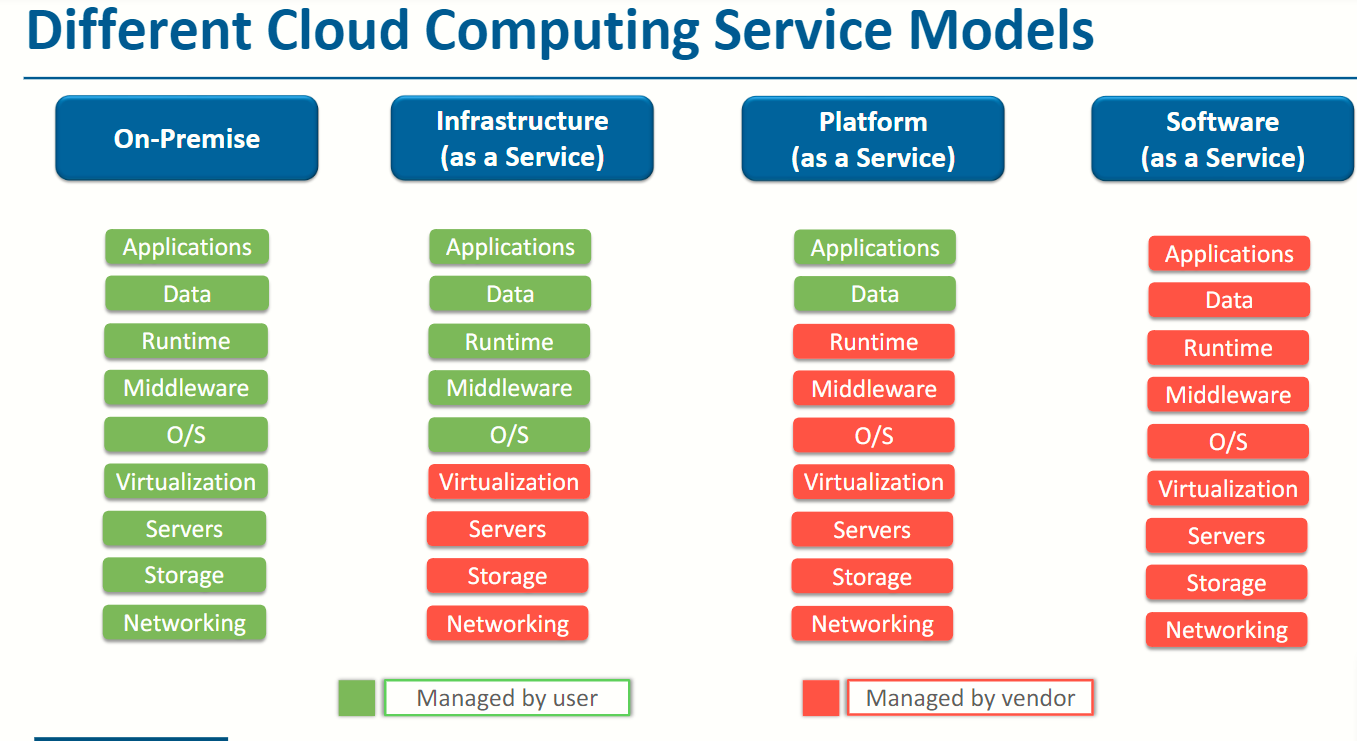 Different Cloud Computing Service Models
On-Premise
Infrastructure
(as a Service)
Platform
(as a Service)
Software
(as a Service)
Applications
Data
Runtime
Middleware
O/S
Virtualization
Servers
Storage
Networking
Applications
Data
Runtime
Middleware
O/S
Virtualization
Servers
Storage
Networking
Applications
Data
Runtime
Middleware
O/S
Virtualization
Servers
Storage
Networking
Applications
Data
Runtime
Middleware
O/S
Virtualization
Servers
Storage
Networking
Managed by user
Managed by vendor